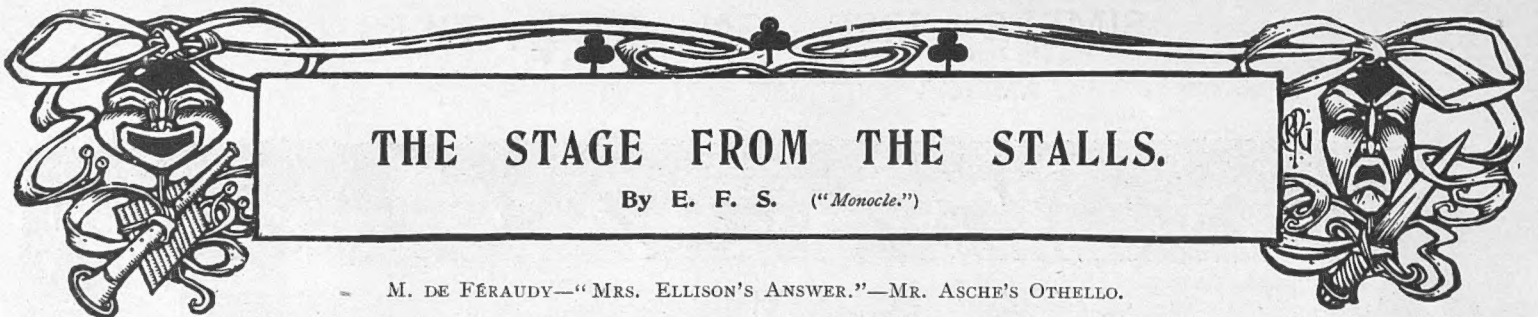 THE STAGE FROM THE STALLS.
By E. F. S. ("Monocle.")
M. DE FÉRAUDY—"MRS. ELLISON'S ANSWER."—MR. ASCHE'S OTHELLO.